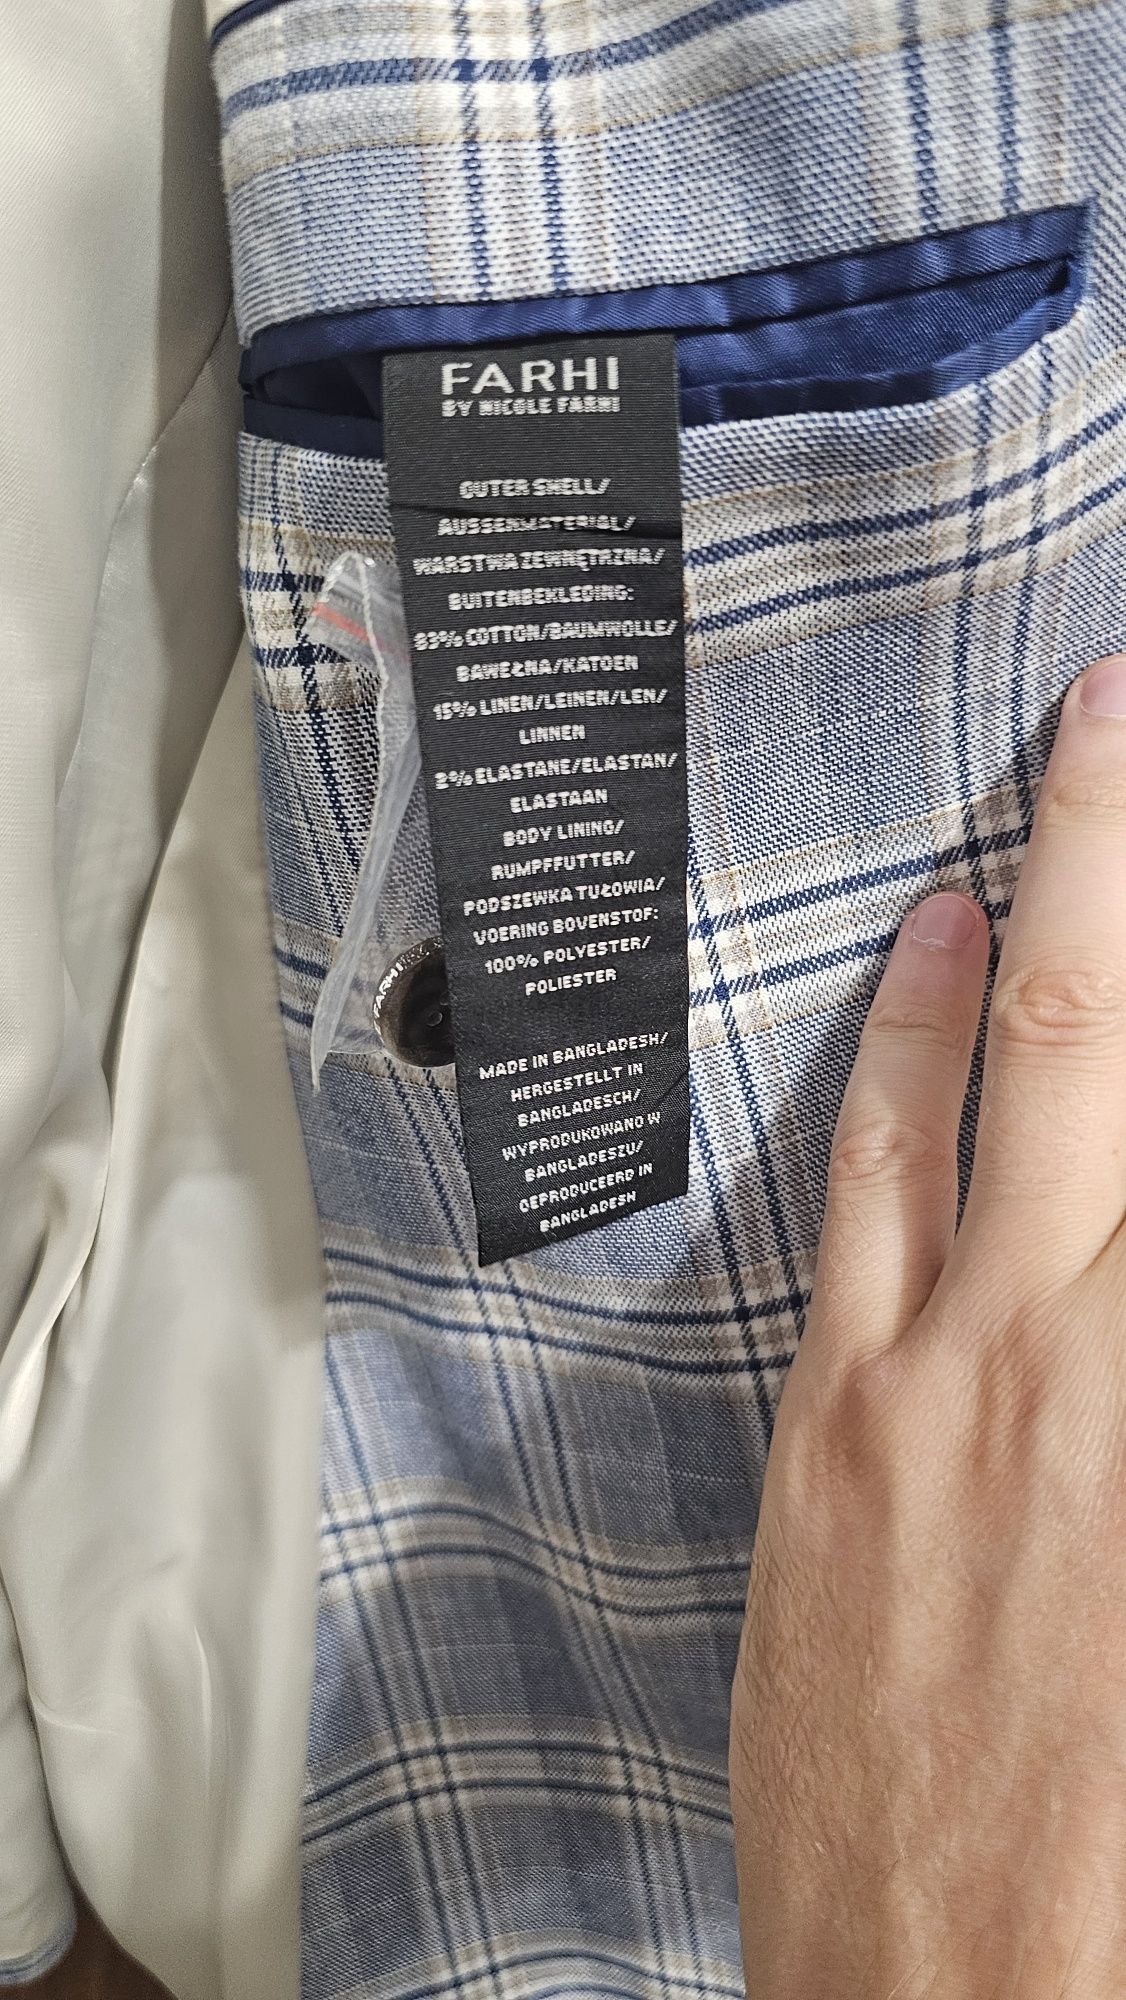 FARHI
BY NICOLE FARHI
OUTER SHELL/
AUSSENMATERIAL/
WARSTWA ZEWNĘTRZNA/
BUITENBEKLEDING:
83% COTTON/BAUMWOLLE/
BAWEŁNA/KATOEN
15% LINEN/LEINEN/LEN/
LINNEN
2% ELASTANE/ELASTAN/
ELASTAAN
BODY LINING/
RUMPFFUTTER/
PODSZEWKA TUŁOWIA/
VOERING BOVENSTOF:
100% POLYESTER/
POLIESTER
MADE IN BANGLADESH/
HERGESTELLT IN
BANGLADESCH/
WYPRODUKOWANO W
BANGLADESZU/
GEPRODUCEERD IN
BANGLADESH
FARHI